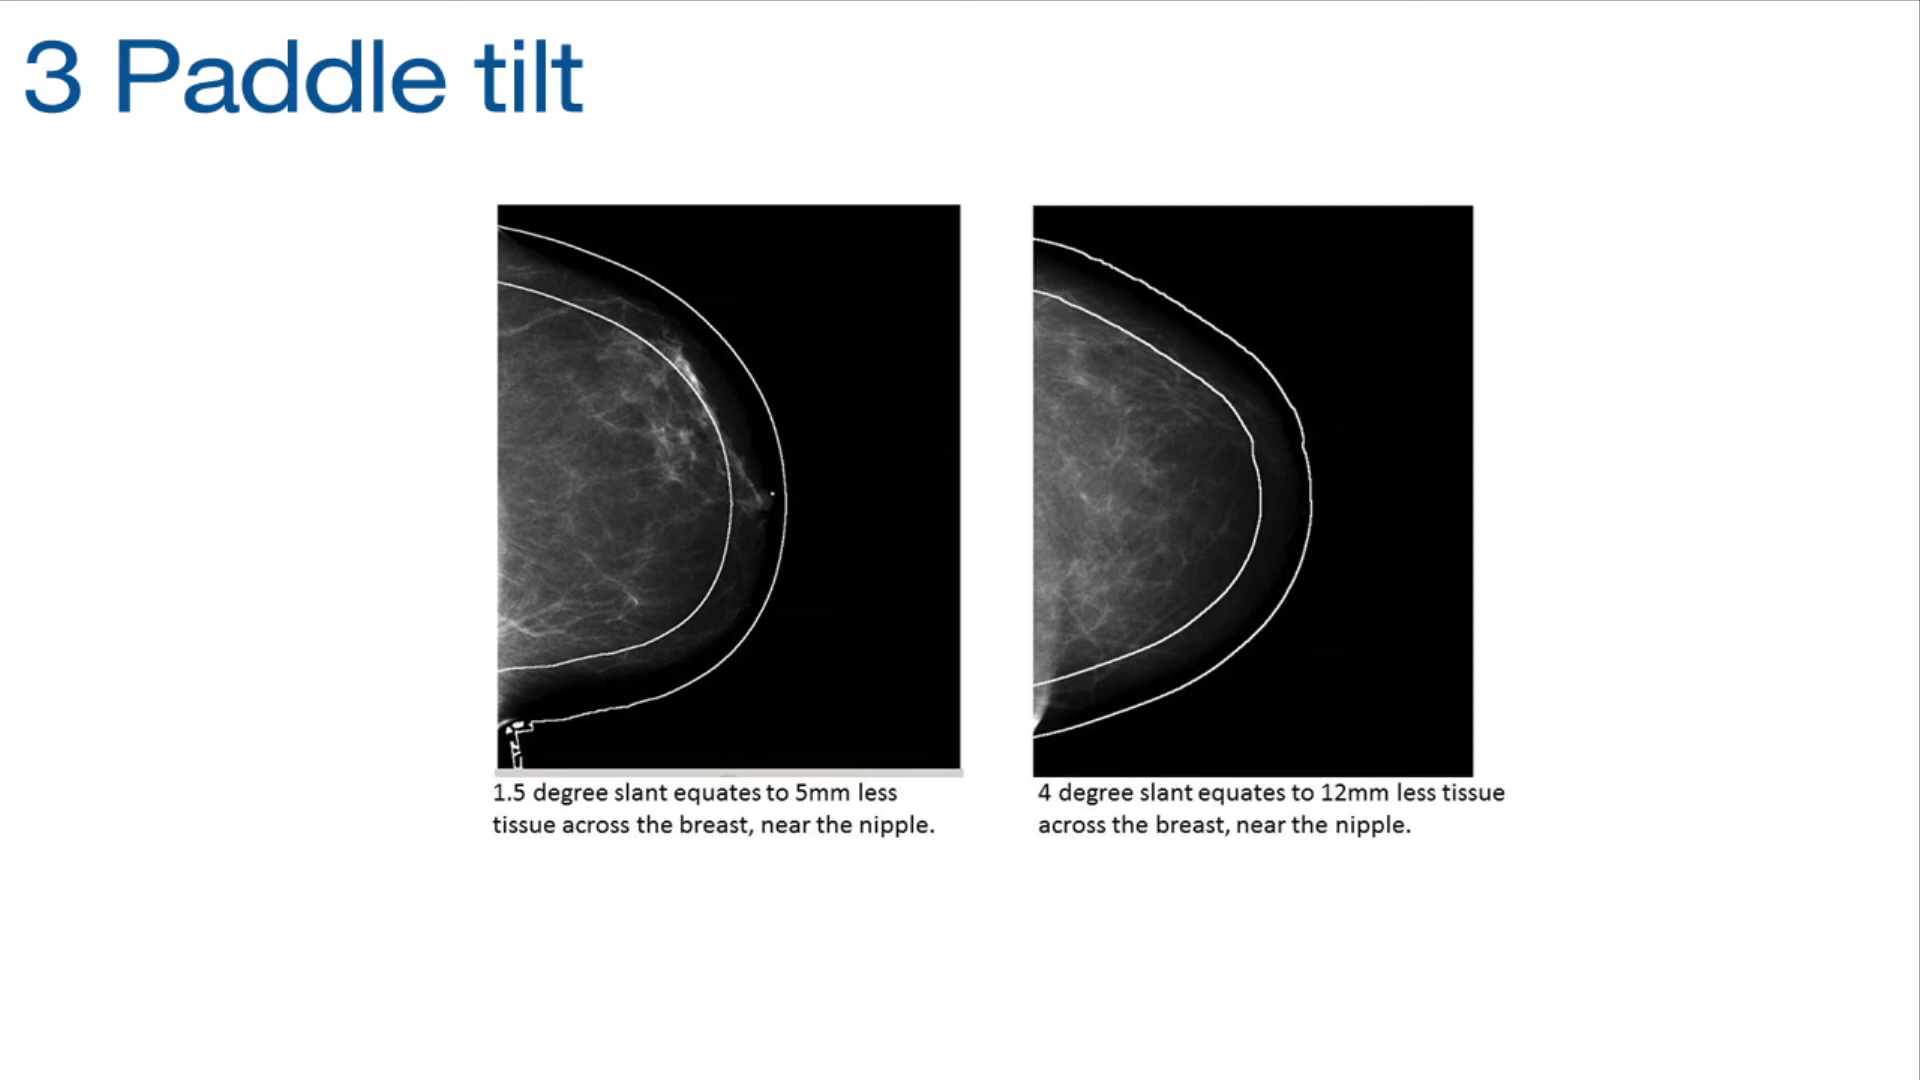 3 Paddle tilt
1.5 degree slant equates to 5mm less
tissue across the breast, near the nipple.
4 degree slant equates to 12mm less tissue
across the breast, near the nipple.